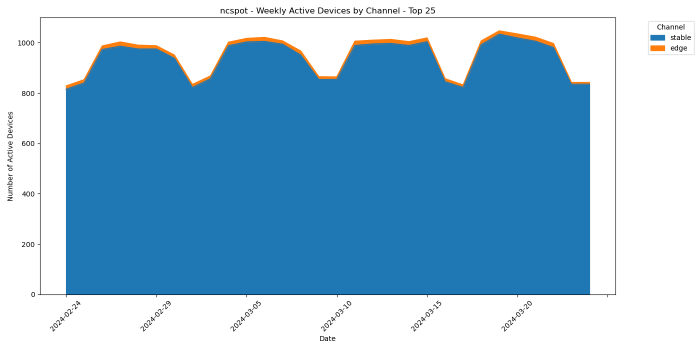 ncspot - Weekly Active Devices by Channel - Top 25
Number of Active Devices
1000
800
600
400
200
0
2024-02-24
2024-02-29
2024-03-05
2024-03-10
2024-03-15
2024-03-20
Date
Channel
stable
edge